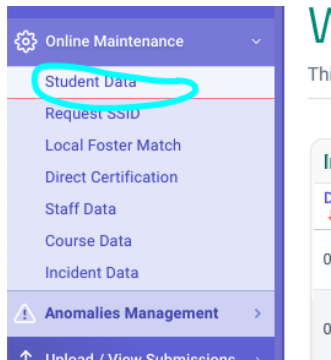 Online Maintenance
Student Data
Request SSID
Local Foster Match
Direct Certification
Staff Data
Course Data
Incident Data
Anomalies Management
Upload / View Submissions